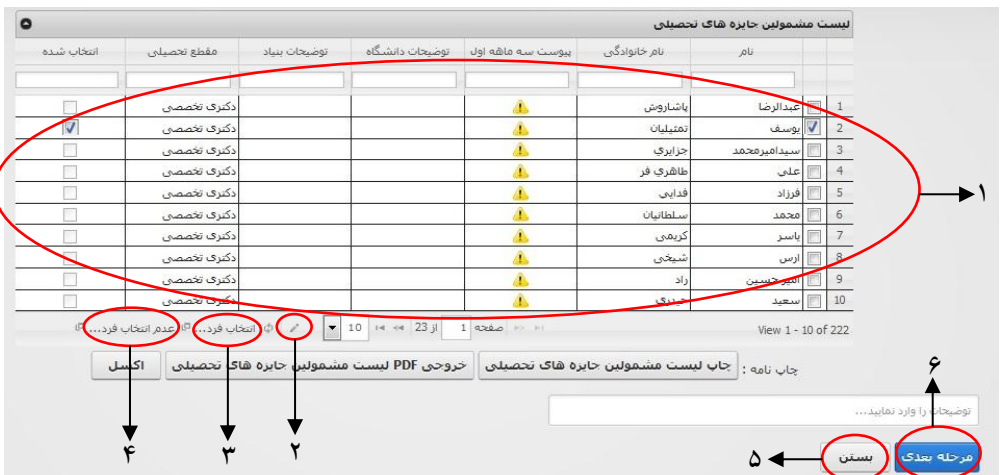 لیست مشمولین جایزه های تحصیلی
نام نام خانوادگی پیوست سه ماهه اول توضیحات دانشگاه توضیحات بنیاد مقطع تحصیلی انتخاب شده
1 عبدالرضا پاشاروش دکتری تخصصی
2 یوسف تمثیلیان دکتری تخصصی
3 سیدامیرمحمد جزایري دکتری تخصصی
4 علی طاهري فر دکتری تخصصی
5 فرزاد فدایی دکتری تخصصی
6 محمد سلطانیان دکتری تخصصی
7 یاسر کریمی دکتری تخصصی
8 ارس شیخی دکتری تخصصی
9 امیرحسین راد دکتری تخصصی
10 سعید حیدری دکتری تخصصی
۱
View 1 - 10 of 222 صفحه 1 از 23 10 انتخاب فرد... عدم انتخاب فرد...
چاپ نامه : چاپ لیست مشمولین جایزه های تحصیلی خروجی PDF لیست مشمولین جایزه های تحصیلی اکسل
۶
توضیحات را وارد نمایید...
۲ ۳ ۴
مرحله بعدی بستن ۵